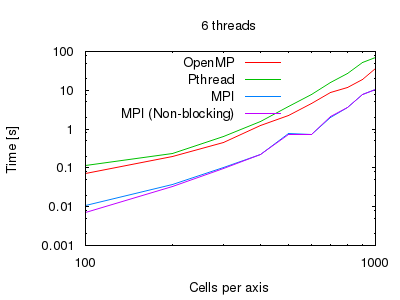 6 threads
100
10
1
0.1
0.01
0.001
Time [s]
OpenMP
Pthread
MPI
MPI (Non-blocking)
100
1000
Cells per axis